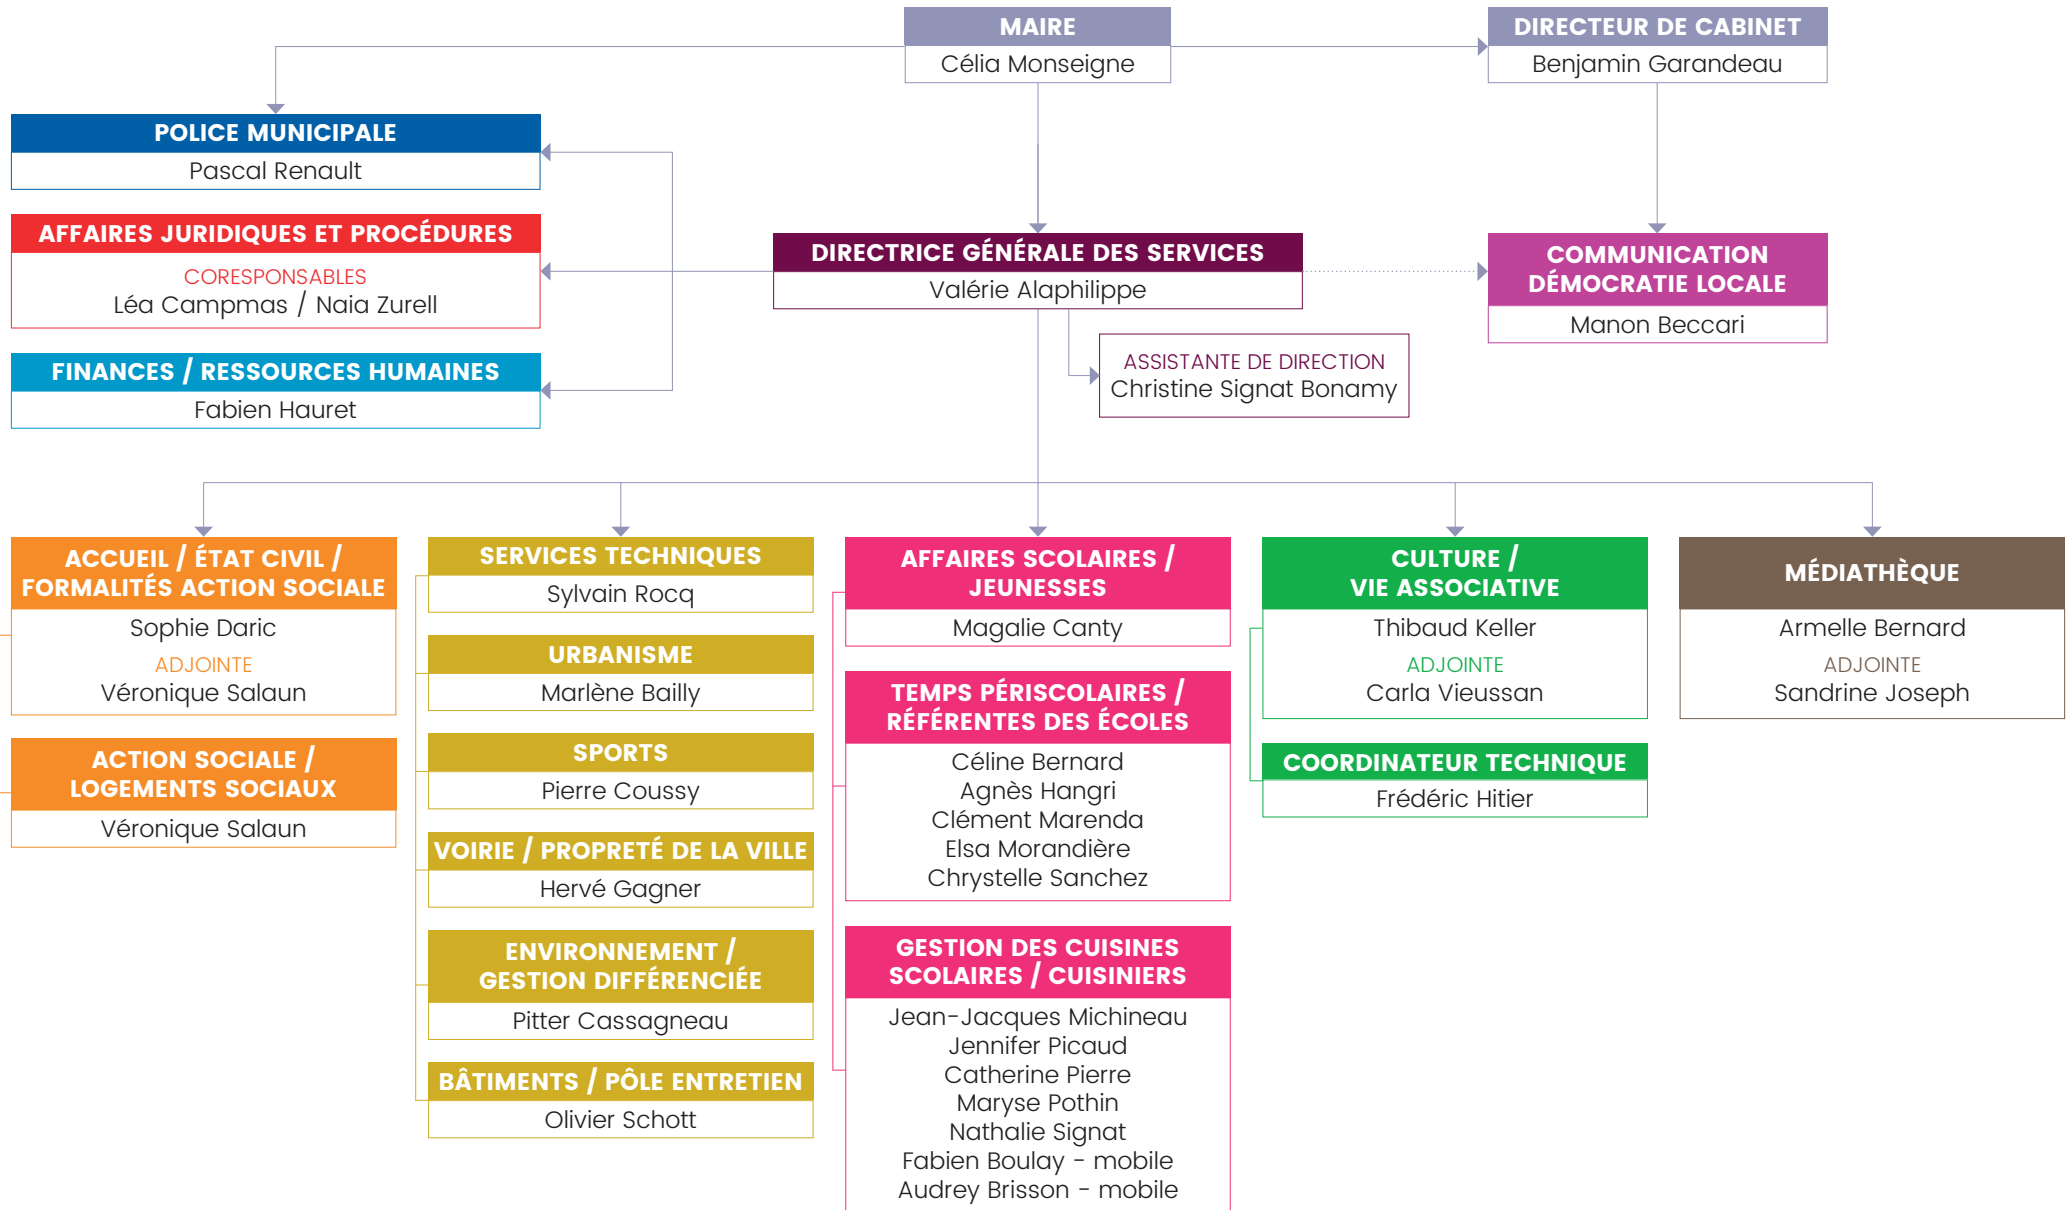 MAIRE
Célia Monseigne
DIRECTEUR DE CABINET
Benjamin Garandeau
POLICE MUNICIPALE
Pascal Renault
AFFAIRES JURIDIQUES ET PROCÉDURES
CORESPONSABLES
Léa Campmas / Naia Zurell
FINANCES / RESSOURCES HUMAINES
Fabien Hauret
DIRECTRICE GÉNÉRALE DES SERVICES
Valérie Alaphilippe
ASSISTANTE DE DIRECTION
Christine Signat Bonamy
COMMUNICATION
DÉMOCRATIE LOCALE
Manon Beccari
ACCUEIL / ÉTAT CIVIL /
FORMALITÉS ACTION SOCIALE
Sophie Daric
ADJOINTE
Véronique Salaun
ACTION SOCIALE /
LOGEMENTS SOCIAUX
Véronique Salaun
SERVICES TECHNIQUES
Sylvain Rocq
URBANISME
Marlène Bailly
SPORTS
Pierre Coussy
VOIRIE / PROPRETÉ DE LA VILLE
Hervé Gagner
ENVIRONNEMENT /
GESTION DIFFÉRENCIÉE
Pitter Cassagneau
BÂTIMENTS / PÔLE ENTRETIEN
Olivier Schott
AFFAIRES SCOLAIRES /
JEUNESSES
Magalie Canty
TEMPS PÉRISCOLAIRES /
RÉFÉRENTES DES ÉCOLES
Céline Bernard
Agnès Hangri
Clément Marenda
Elsa Morandière
Chrystelle Sanchez
GESTION DES CUISINES
SCOLAIRES / CUISINIERS
Jean-Jacques Michineau
Jennifer Picaud
Catherine Pierre
Maryse Pothin
Nathalie Signat
Fabien Boulay - mobile
Audrey Brisson - mobile
CULTURE /
VIE ASSOCIATIVE
Thibaud Keller
ADJOINTE
Carla Vieussan
COORDINATEUR TECHNIQUE
Frédéric Hitier
MÉDIATHÈQUE
Armelle Bernard
ADJOINTE
Sandrine Joseph